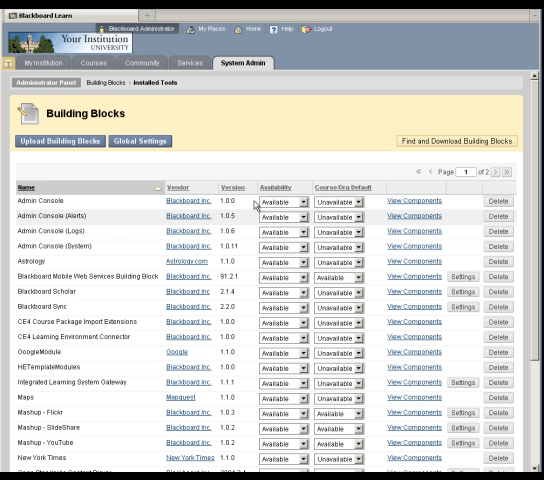 Blackboard Learn
Blackboard Administrator My Places Home ? Help Logout
Your Institution
UNIVERSITY
My Institution Courses Community Services System Admin
Administrator Panel Building Blocks > Installed Tools
Building Blocks
Upload Building Blocks Global Settings Find and Download Building Blocks
<< < Page 1 of 2 > >>
Name Vendor Version Availability Course/Org Default
Admin Console Blackboard Inc. 1.0.0 Available Unavailable View Components Delete
Admin Console (Alerts) Blackboard Inc. 1.0.5 Available Unavailable View Components Delete
Admin Console (Logs) Blackboard Inc. 1.0.6 Available Unavailable View Components Delete
Admin Console (System) Blackboard Inc. 1.0.11 Available Unavailable View Components Delete
Astrology Astrology.com 1.1.0 Available Unavailable View Components Delete
Blackboard Mobile Web Services Building Block Blackboard Inc. 91.2.1 Available Available View Components Settings Delete
Blackboard Scholar Blackboard Inc. 2.1.4 Available Unavailable View Components Settings Delete
Blackboard Sync Blackboard Inc. 2.2.0 Available Unavailable View Components Settings Delete
CE4 Course Package Import Extensions Blackboard Inc. 1.0.0 Available Unavailable View Components Delete
CE4 Learning Environment Connector Blackboard Inc. 1.0.0 Available Unavailable View Components Delete
GoogleModule Google 1.1.0 Available Unavailable View Components Delete
HETemplateModules Blackboard Inc. 1.0.0 Available Unavailable View Components Delete
Integrated Learning System Gateway Blackboard Inc. 1.1.1 Available Unavailable View Components Settings Delete
Maps Mapquest 1.1.0 Available Unavailable View Components Delete
Mashup - Flickr Blackboard Inc. 1.0.3 Available Available View Components Settings Delete
Mashup - SlideShare Blackboard Inc. 1.0.2 Available Available View Components Settings Delete
Mashup - YouTube Blackboard Inc. 1.0.2 Available Available View Components Settings Delete
New York Times New York Times 1.1.0 Available Unavailable View Components Delete